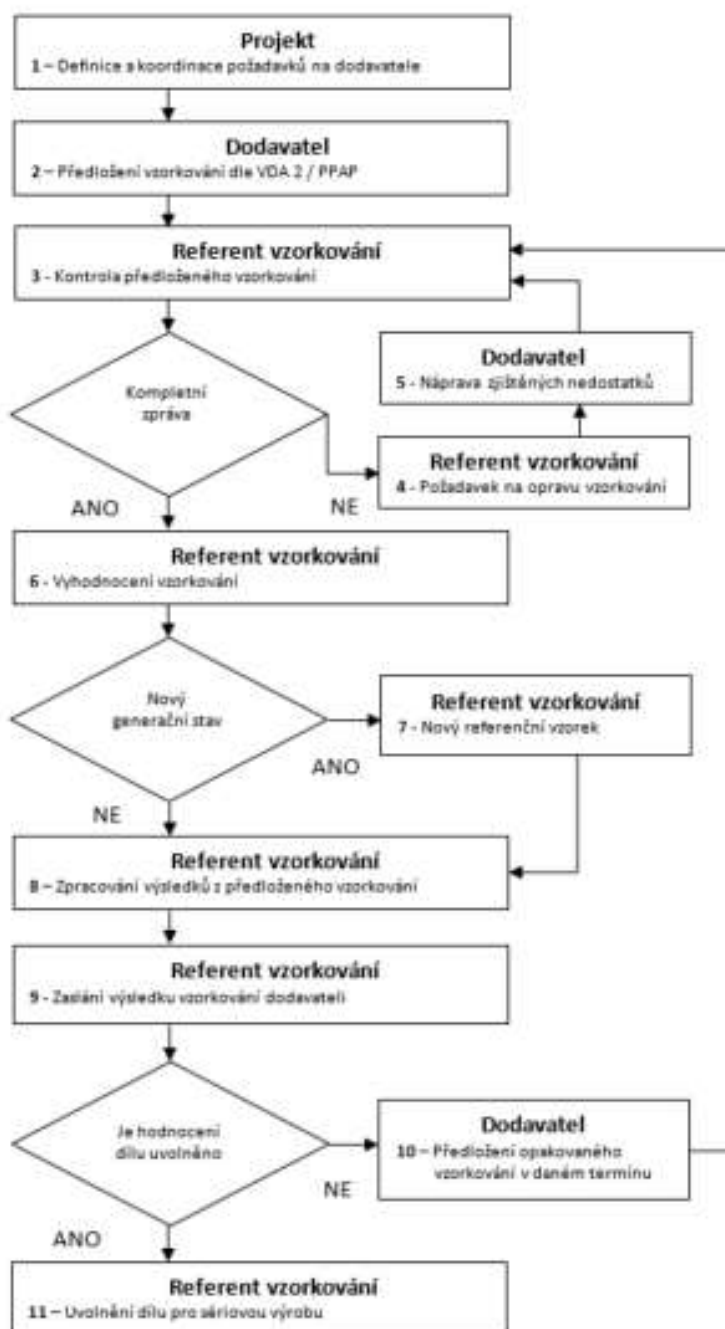 Projekt
1 – Definice a koordinace požadavků na dodavatele
Dodavatel
2 – Předložení vzorkování dle VDA 2 / PPAP
Referent vzorkování
3 - Kontrola předloženého vzorkování
Kompletní
zpráva
Dodavatel
5 - Náprava zjištěných nedostatků
Referent vzorkování
4 - Požadavek na opravu vzorkování
ANO
NE
Referent vzorkování
6 - Vyhodnocení vzorkování
Nový
generační stav
Referent vzorkování
7 - Nový referenční vzorek
ANO
NE
Referent vzorkování
8 – Zpracování výsledků z předloženého vzorkování
Referent vzorkování
9 - Zaslání výsledku vzorkování dodavateli
Je hodnocení
dílu uvolněno
Dodavatel
10 – Předložení opakovaného
vzorkování v daném termínu
NE
ANO
Referent vzorkování
11 – Uvolnění dílu pro sériovou výrobu